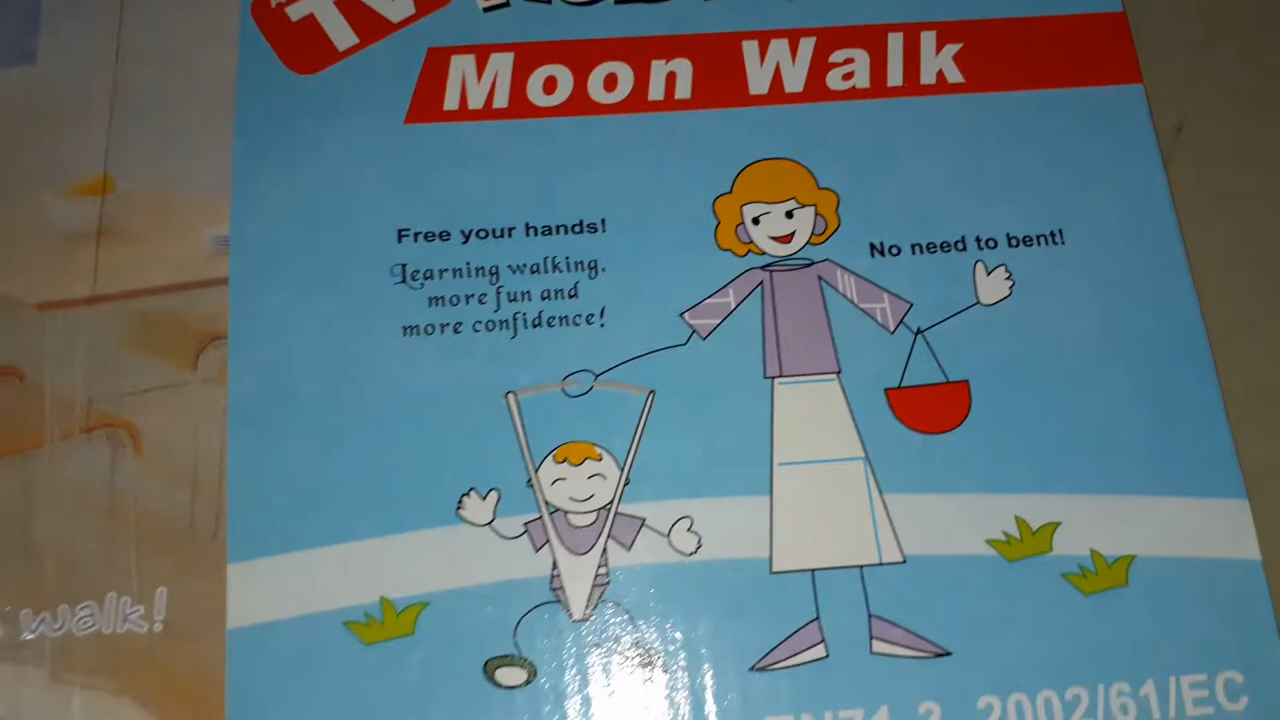 TV
Moon Walk
Free your hands!
Learning walking,
more fun and
more confidence!
No need to bent!
walk!
2002/61/EC